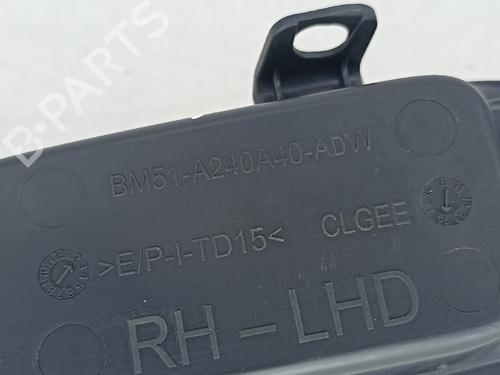 BM51-A240A40-ADW
>E/P-I-TD15< CLGEE
RH-LHD
B-PARTS